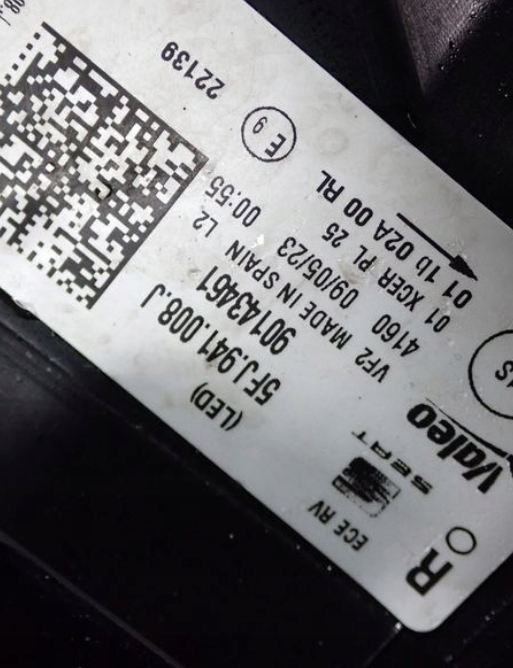 R
ECE RV
SEAT
Valeo
(LED)
5FJ.941.008.J
90143461
VF2 MADE IN SPAIN L2
4160 09/05/23 00:55
01 XCER PL 25
01 1b 02A 00 RL
E 9
22139